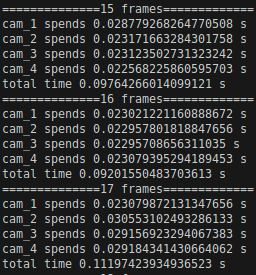 ==============15 frames=============
cam_1 spends 0.028779268264770508 s
cam_2 spends 0.023171663284301758 s
cam_3 spends 0.023123502731323242 s
cam_4 spends 0.022568225860595703 s
total time 0.09764266014099121 s
==============16 frames=============
cam_1 spends 0.023021221160888672 s
cam_2 spends 0.022957801818847656 s
cam_3 spends 0.02295708656311035 s
cam_4 spends 0.023079395294189453 s
total time 0.09201550483703613 s
==============17 frames=============
cam_1 spends 0.023079872131347656 s
cam_2 spends 0.030553102493286133 s
cam_3 spends 0.029156923294067383 s
cam_4 spends 0.029184341430664062 s
total time 0.11197423934936523 s